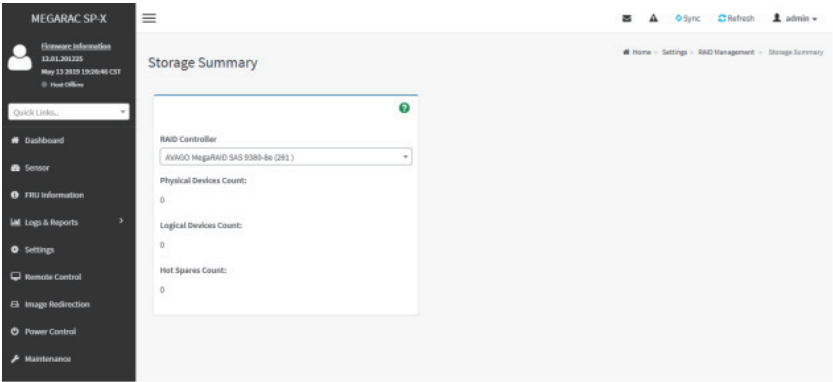 MEGARAC SP-X
Sync
Refresh
admin
Firmware Information
12.01.201225
May 13 2019 19:26:46 CST
Host Offline
Home - Settings - RAID Management - Storage Summary
Storage Summary
Quick Links...
RAID Controller
AVAGO MegaRAID SAS 9380-8e (261 )
Physical Devices Count:
0
Logical Devices Count:
0
Hot Spares Count:
0
Dashboard
Sensor
FRU Information
Logs & Reports
Settings
Remote Control
Image Redirection
Power Control
Maintenance